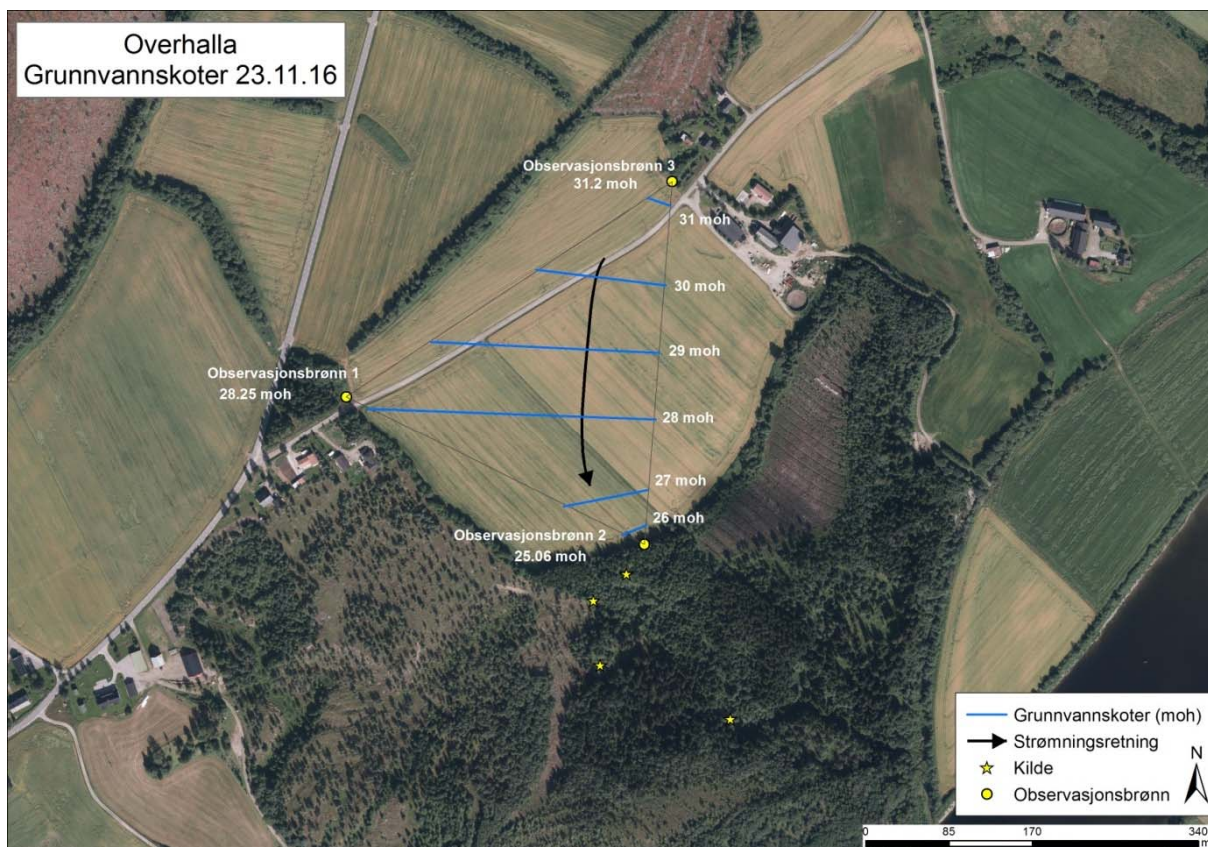 Overhalla
Grunnvannskoter 23.11.16
Observasjonsbrønn 3
31.2 moh
31 moh
30 moh
29 moh
Observasjonsbrønn 1
28.25 moh
28 moh
27 moh
26 moh
Observasjonsbrønn 2
25.06 moh
Grunnvannskoter (moh)
Strømningsretning
Kilde
Observasjonsbrønn
N
0 85 170 340
m